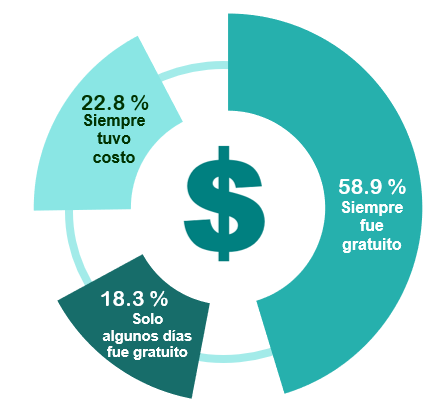 22.8 %
Siempre
tuvo
costo
$
58.9 %
Siempre
fue
gratuito
18.3 %
Solo
algunos días
fue gratuito